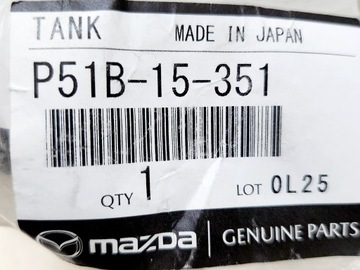 TANK MADE IN JAPAN
P51B-15-351
QTY 1 LOT 0L25
mazda GENUINE PARTS